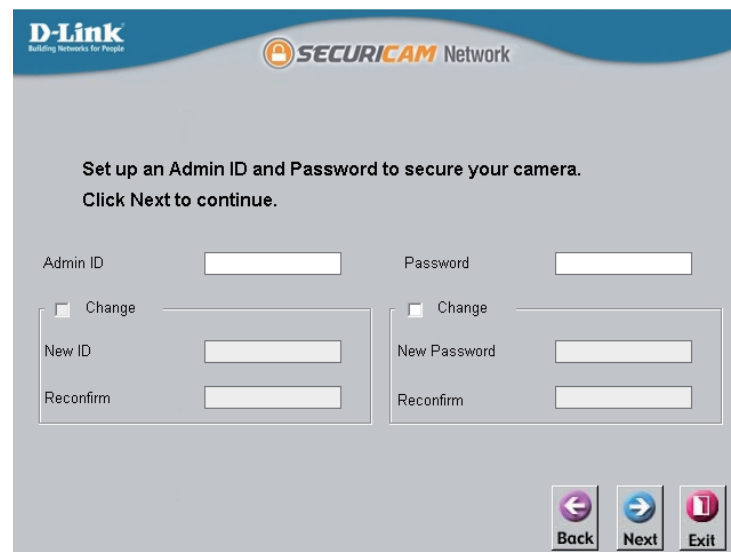 D-Link
Building Networks for People
SECURICAM Network
Set up an Admin ID and Password to secure your camera.
Click Next to continue.
Admin ID
Password
Change
Change
New ID
New Password
Reconfirm
Reconfirm
Back
Next
Exit